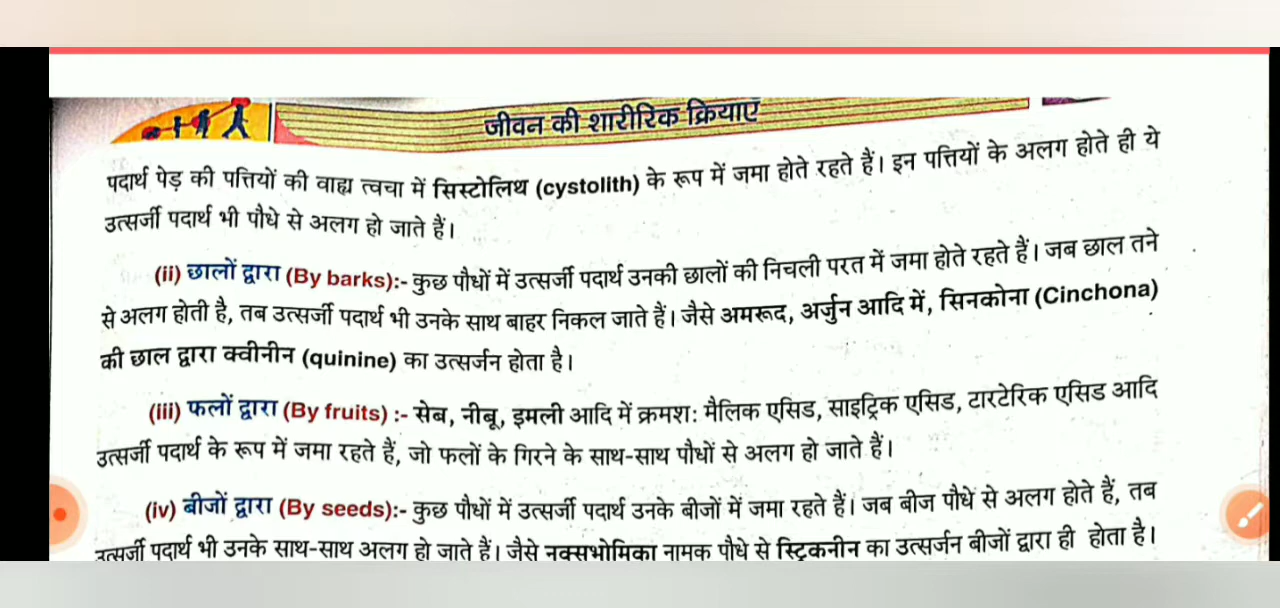 जीवन की शारीरिक क्रियाएं
पदार्थ पेड़ की पत्तियों की वाह्य त्वचा में सिस्टोलिथ (cystolith) के रूप में जमा होते रहते हैं। इन पत्तियों के अलग होते ही ये
उत्सर्जी पदार्थ भी पौधे से अलग हो जाते हैं।
(ii) छालों द्वारा (By barks):- कुछ पौधों में उत्सर्जी पदार्थ उनकी छालों की निचली परत में जमा होते रहते हैं। जब छाल तने
से अलग होती है, तब उत्सर्जी पदार्थ भी उनके साथ बाहर निकल जाते हैं। जैसे अमरूद, अर्जुन आदि में, सिनकोना (Cinchona)
की छाल द्वारा क्वीनीन (quinine) का उत्सर्जन होता है।
(iii) फलों द्वारा (By fruits) :- सेब, नीबू, इमली आदि में क्रमश: मैलिक एसिड, साइट्रिक एसिड, टारटेरिक एसिड आदि
उत्सर्जी पदार्थ के रूप में जमा रहते हैं, जो फलों के गिरने के साथ-साथ पौधों से अलग हो जाते हैं।
(iv) बीजों द्वारा (By seeds):- कुछ पौधों में उत्सर्जी पदार्थ उनके बीजों में जमा रहते हैं। जब बीज पौधे से अलग होते हैं, तब
उत्सर्जी पदार्थ भी उनके साथ-साथ अलग हो जाते हैं। जैसे नक्सभोमिका नामक पौधे से स्ट्रिकनीन का उत्सर्जन बीजों द्वारा ही होता है।